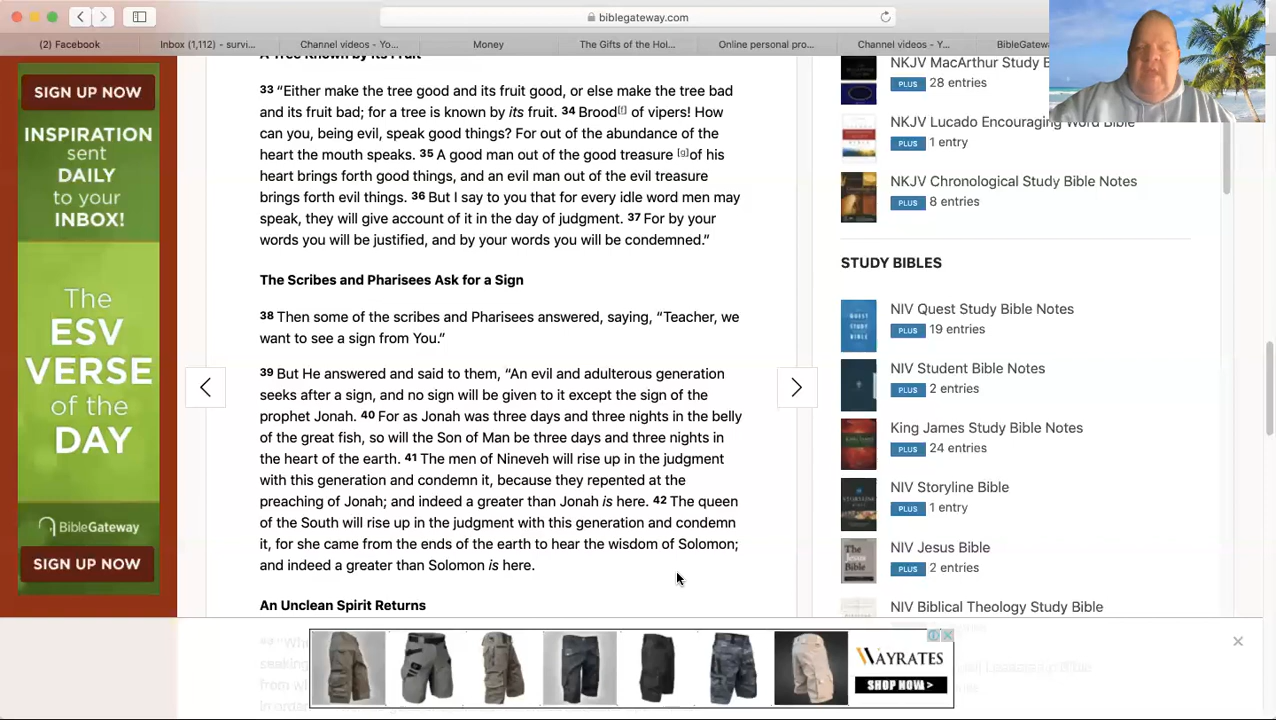 biblegateway.com
(2) Facebook
Inbox (1,112) - survi...
Channel videos - Yo...
Money
The Gifts of the Hol...
Online personal pro...
Channel videos - Y...
BibleGatew
SIGN UP NOW
INSPIRATION
sent
DAILY
to your
INBOX!
The
ESV
VERSE
of the
DAY
BibleGateway
SIGN UP NOW
A Tree Known by Its Fruit
33 “Either make the tree good and its fruit good, or else make the tree bad
and its fruit bad; for a tree is known by its fruit. 34 Brood[f] of vipers! How
can you, being evil, speak good things? For out of the abundance of the
heart the mouth speaks. 35 A good man out of the good treasure [g]of his
heart brings forth good things, and an evil man out of the evil treasure
brings forth evil things. 36 But I say to you that for every idle word men may
speak, they will give account of it in the day of judgment. 37 For by your
words you will be justified, and by your words you will be condemned.”
The Scribes and Pharisees Ask for a Sign
38 Then some of the scribes and Pharisees answered, saying, “Teacher, we
want to see a sign from You.”
39 But He answered and said to them, “An evil and adulterous generation
seeks after a sign, and no sign will be given to it except the sign of the
prophet Jonah. 40 For as Jonah was three days and three nights in the belly
of the great fish, so will the Son of Man be three days and three nights in
the heart of the earth. 41 The men of Nineveh will rise up in the judgment
with this generation and condemn it, because they repented at the
preaching of Jonah; and indeed a greater than Jonah is here. 42 The queen
of the South will rise up in the judgment with this generation and condemn
it, for she came from the ends of the earth to hear the wisdom of Solomon;
and indeed a greater than Solomon is here.
An Unclean Spirit Returns
NKJV MacArthur Study B
PLUS 28 entries
NKJV Lucado Encouraging Word Bible
PLUS 1 entry
NKJV Chronological Study Bible Notes
PLUS 8 entries
STUDY BIBLES
NIV Quest Study Bible Notes
PLUS 19 entries
NIV Student Bible Notes
PLUS 2 entries
King James Study Bible Notes
PLUS 24 entries
NIV Storyline Bible
PLUS 1 entry
The
Jesus
Bible
NIV Jesus Bible
PLUS 2 entries
NIV Biblical Theology Study Bible
WAYRATES
SHOP NOW >